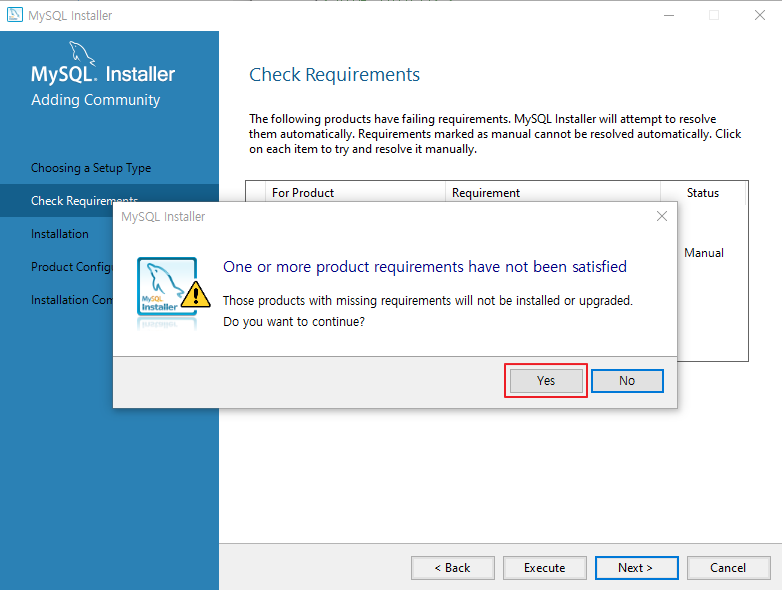 MySQL Installer
MySQL. Installer
Adding Community
Choosing a Setup Type
Check Requirements
Installation
Product Config
Installation Com
Check Requirements
The following products have failing requirements. MySQL Installer will attempt to resolve
them automatically. Requirements marked as manual cannot be resolved automatically. Click
on each item to try and resolve it manually.
For Product Requirement Status
Manual
MySQL Installer
MySQL
Installer
One or more product requirements have not been satisfied
Those products with missing requirements will not be installed or upgraded.
Do you want to continue?
Yes No
< Back Execute Next > Cancel